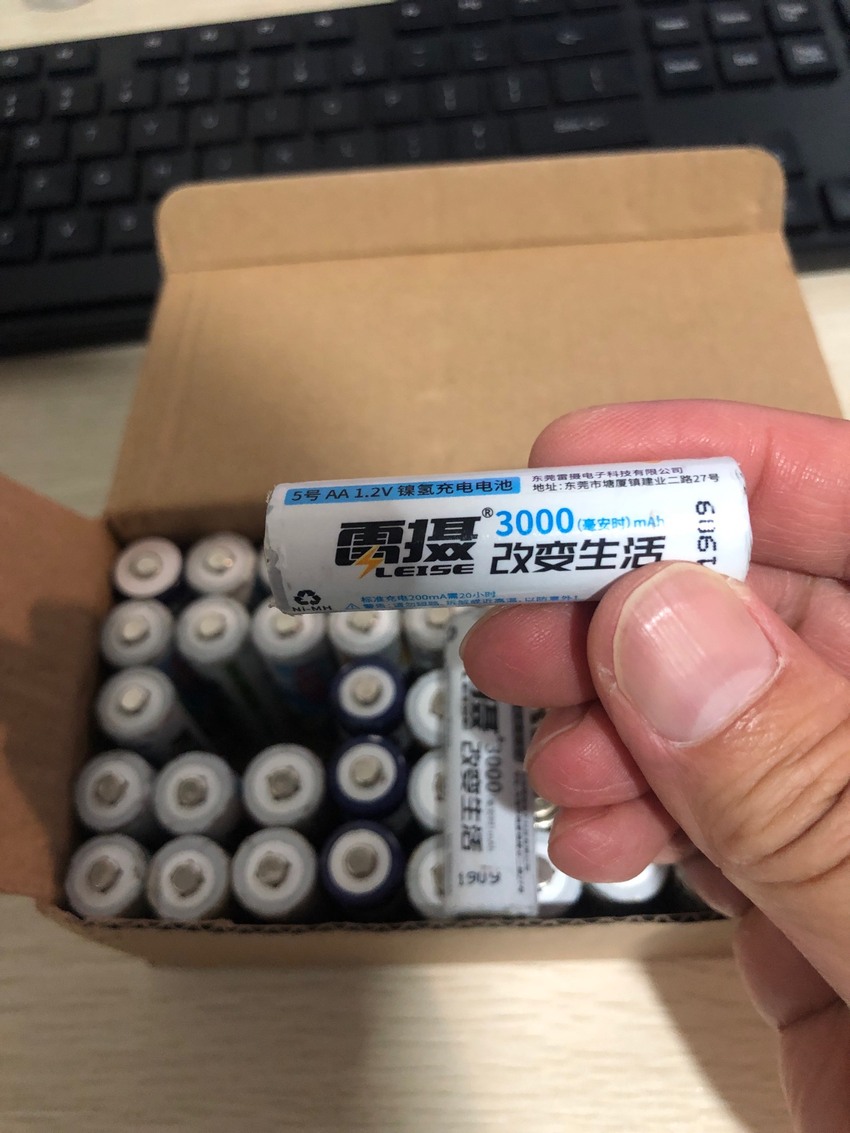 5号 AA 1.2V 镍氢充电电池
东莞雷摄电子科技有限公司
地址:东莞市塘厦镇建业二路27号
雷摄®
LEISE
3000(毫安时)mAh
改变生活
1909
Ni-MH
标准充电200mA需20小时
3000
改变生活
1909